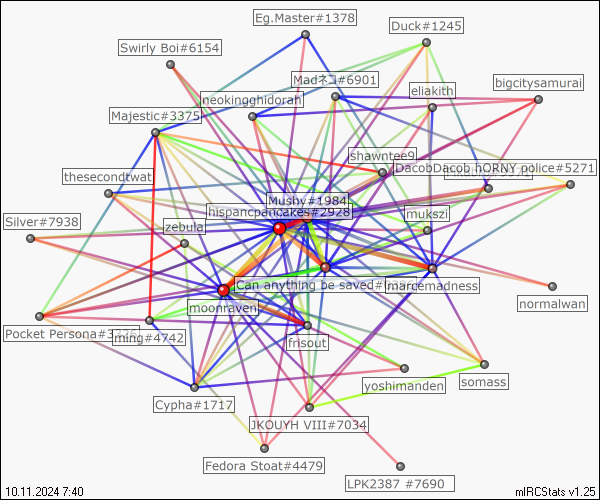 Eg.Master#1378
Duck#1245
Swirly Boi#6154
Madネコ#6901
eliakith
bigcitysamurai
neokingghidorah
Majestic#3375
shawntee9
DacobDacob hORNY police#5271
thesecondtwat
Mushy#1984
hispancpancakes#2928
mukszi
Silver#7938
zebula
Can anything be saved#
marcemadness
moonraven
normalwan
Pocket Persona#3
ming#4742
frisout
yoshimanden
somass
Cypha#1717
JKOUYH VIII#7034
Fedora Stoat#4479
LPK2387 #7690
10.11.2024 7:40
mIRCStats v1.25